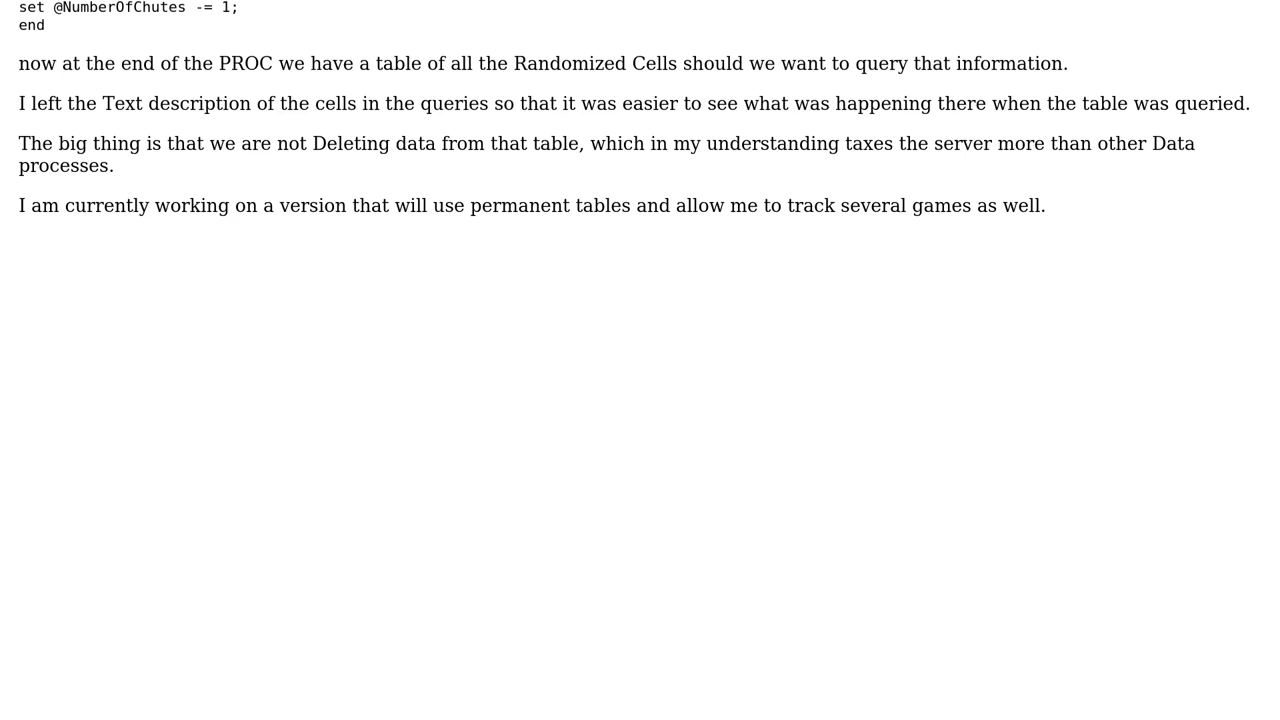 set @NumberOfChutes -= 1;
end
now at the end of the PROC we have a table of all the Randomized Cells should we want to query that information.
I left the Text description of the cells in the queries so that it was easier to see what was happening there when the table was queried.
The big thing is that we are not Deleting data from that table, which in my understanding taxes the server more than other Data
processes.
I am currently working on a version that will use permanent tables and allow me to track several games as well.